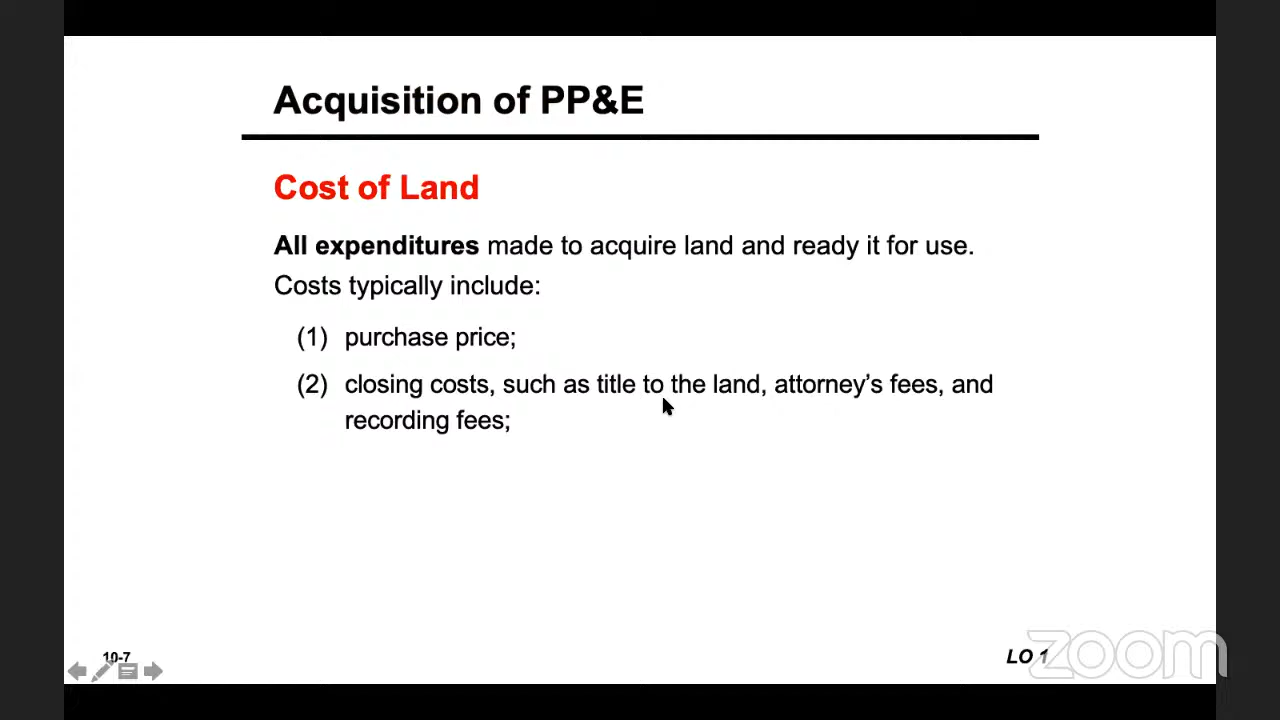 Acquisition of PP&E
Cost of Land
All expenditures made to acquire land and ready it for use.
Costs typically include:
(1) purchase price;
(2) closing costs, such as title to the land, attorney’s fees, and
recording fees;
10-7
LO 1
zoom